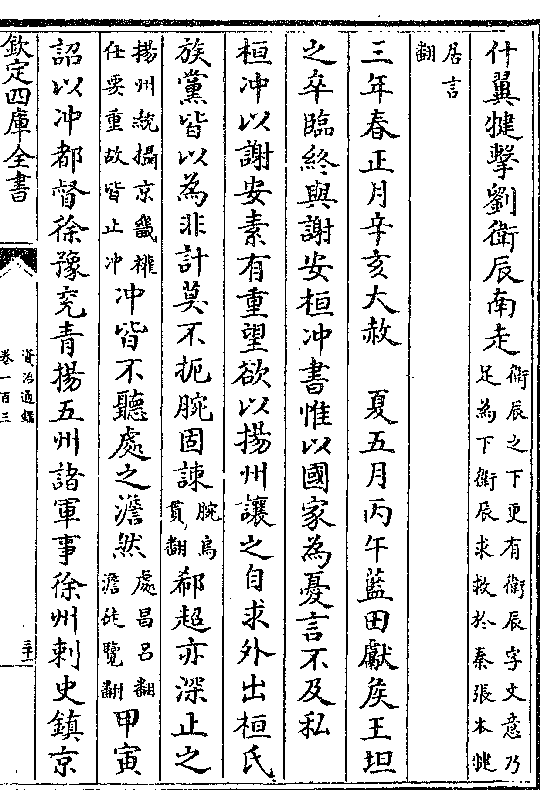 什翼犍擊劉衛辰南走衛辰之下更有衛辰字文意乃足為下衛辰求救於秦張本犍
居言翻
三年春正月辛亥大赦 夏五月丙午藍田獻侯王坦
之卒臨終與謝安桓冲書惟以國家為憂言不及私
桓冲以謝安素有重望欲以揚州讓之自求外出桓氏
族黨皆以為非計莫不扼腕固諫腕烏貫翻郗超亦深止之
揚州統攝京畿褵任要重故皆止冲冲皆不聽處之澹然處昌呂翻澹徒覽翻甲寅
詔以冲都督徐豫兖青揚五州諸軍事徐州刺史鎮京
欽定四庫全書
資治通鑑
卷一百三